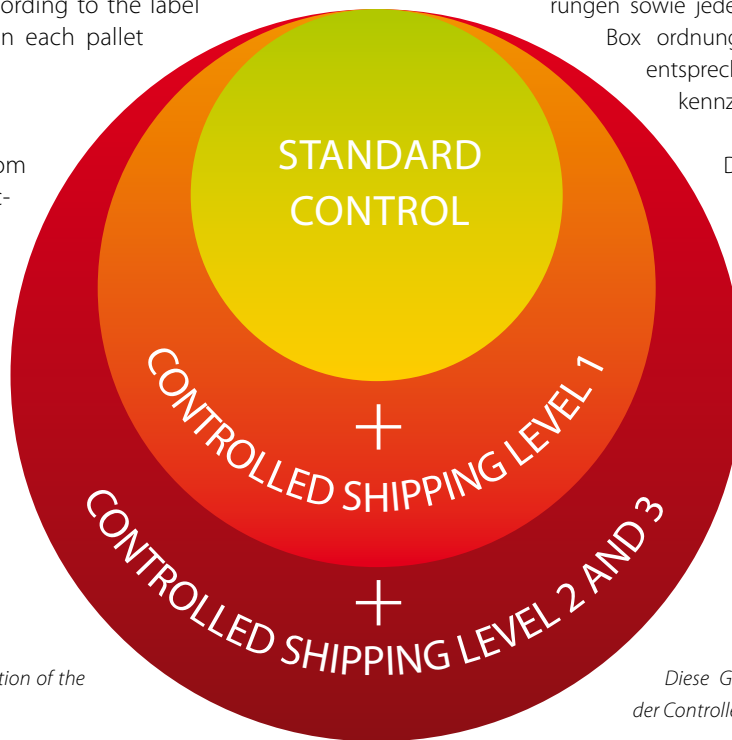 ording to the label
n each pallet
om
t-
tion of the
STANDARD
CONTROL
+
CONTROLLED SHIPPING LEVEL 1
+
CONTROLLED SHIPPING LEVEL 2 AND 3
rungen sowie jede
Box ordnung
entsprech
kennz
D
Diese G
der Controlle